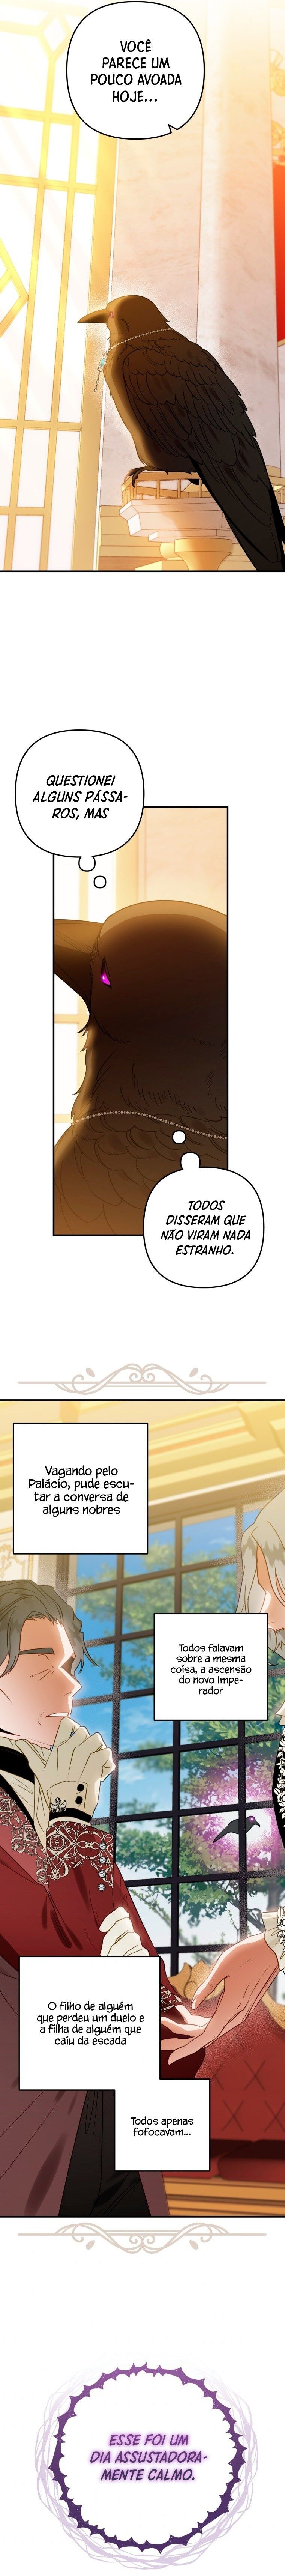 VOCÊ
PARECE UM
POUCO AVOADA
HOJE...
QUESTIONEI
ALGUNS PÁSSA-
ROS, MAS
TODOS
DISSERAM QUE
NÃO VIRAM NADA
ESTRANHO.
Vagando pelo
Palácio, pude escu-
tar a conversa de
alguns nobres
Todos falavam
sobre a mesma
coisa, a ascensão
do novo Impe-
rador
O filho de alguém
que perdeu um duelo e
a filha de alguém que
caiu da escada
Todos apenas
fofocavam...
ESSE FOI UM
DIA ASSUSTADORA-
MENTE CALMO.